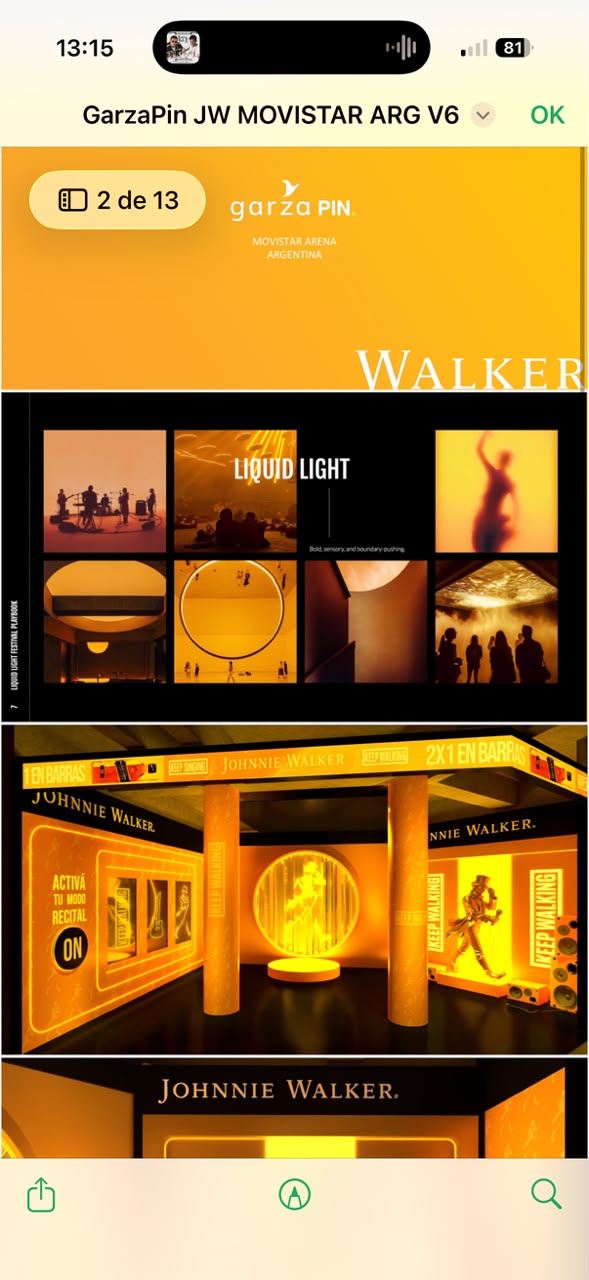 13:15
81
GarzaPin JW MOVISTAR ARG V6
OK
2 de 13
garza PIN.
MOVISTAR ARENA
ARGENTINA
WALKER
LIQUID LIGHT
Bold, sensory, and boundary-pushing.
LIQUID LIGHT FESTIVAL PLAYBOOK
7
1 EN BARRAS
KEEP SINGING
JOHNNIE WALKER
KEEP WALKING
2X1 EN BARRAS
JOHNNIE WALKER.
NNIE WALKER.
ACTIVÁ
TU MODO
RECITAL
ON
KEEP WALKING
KEEP WALKING
KEEP WALKING
KEEP WALKING
JOHNNIE WALKER.